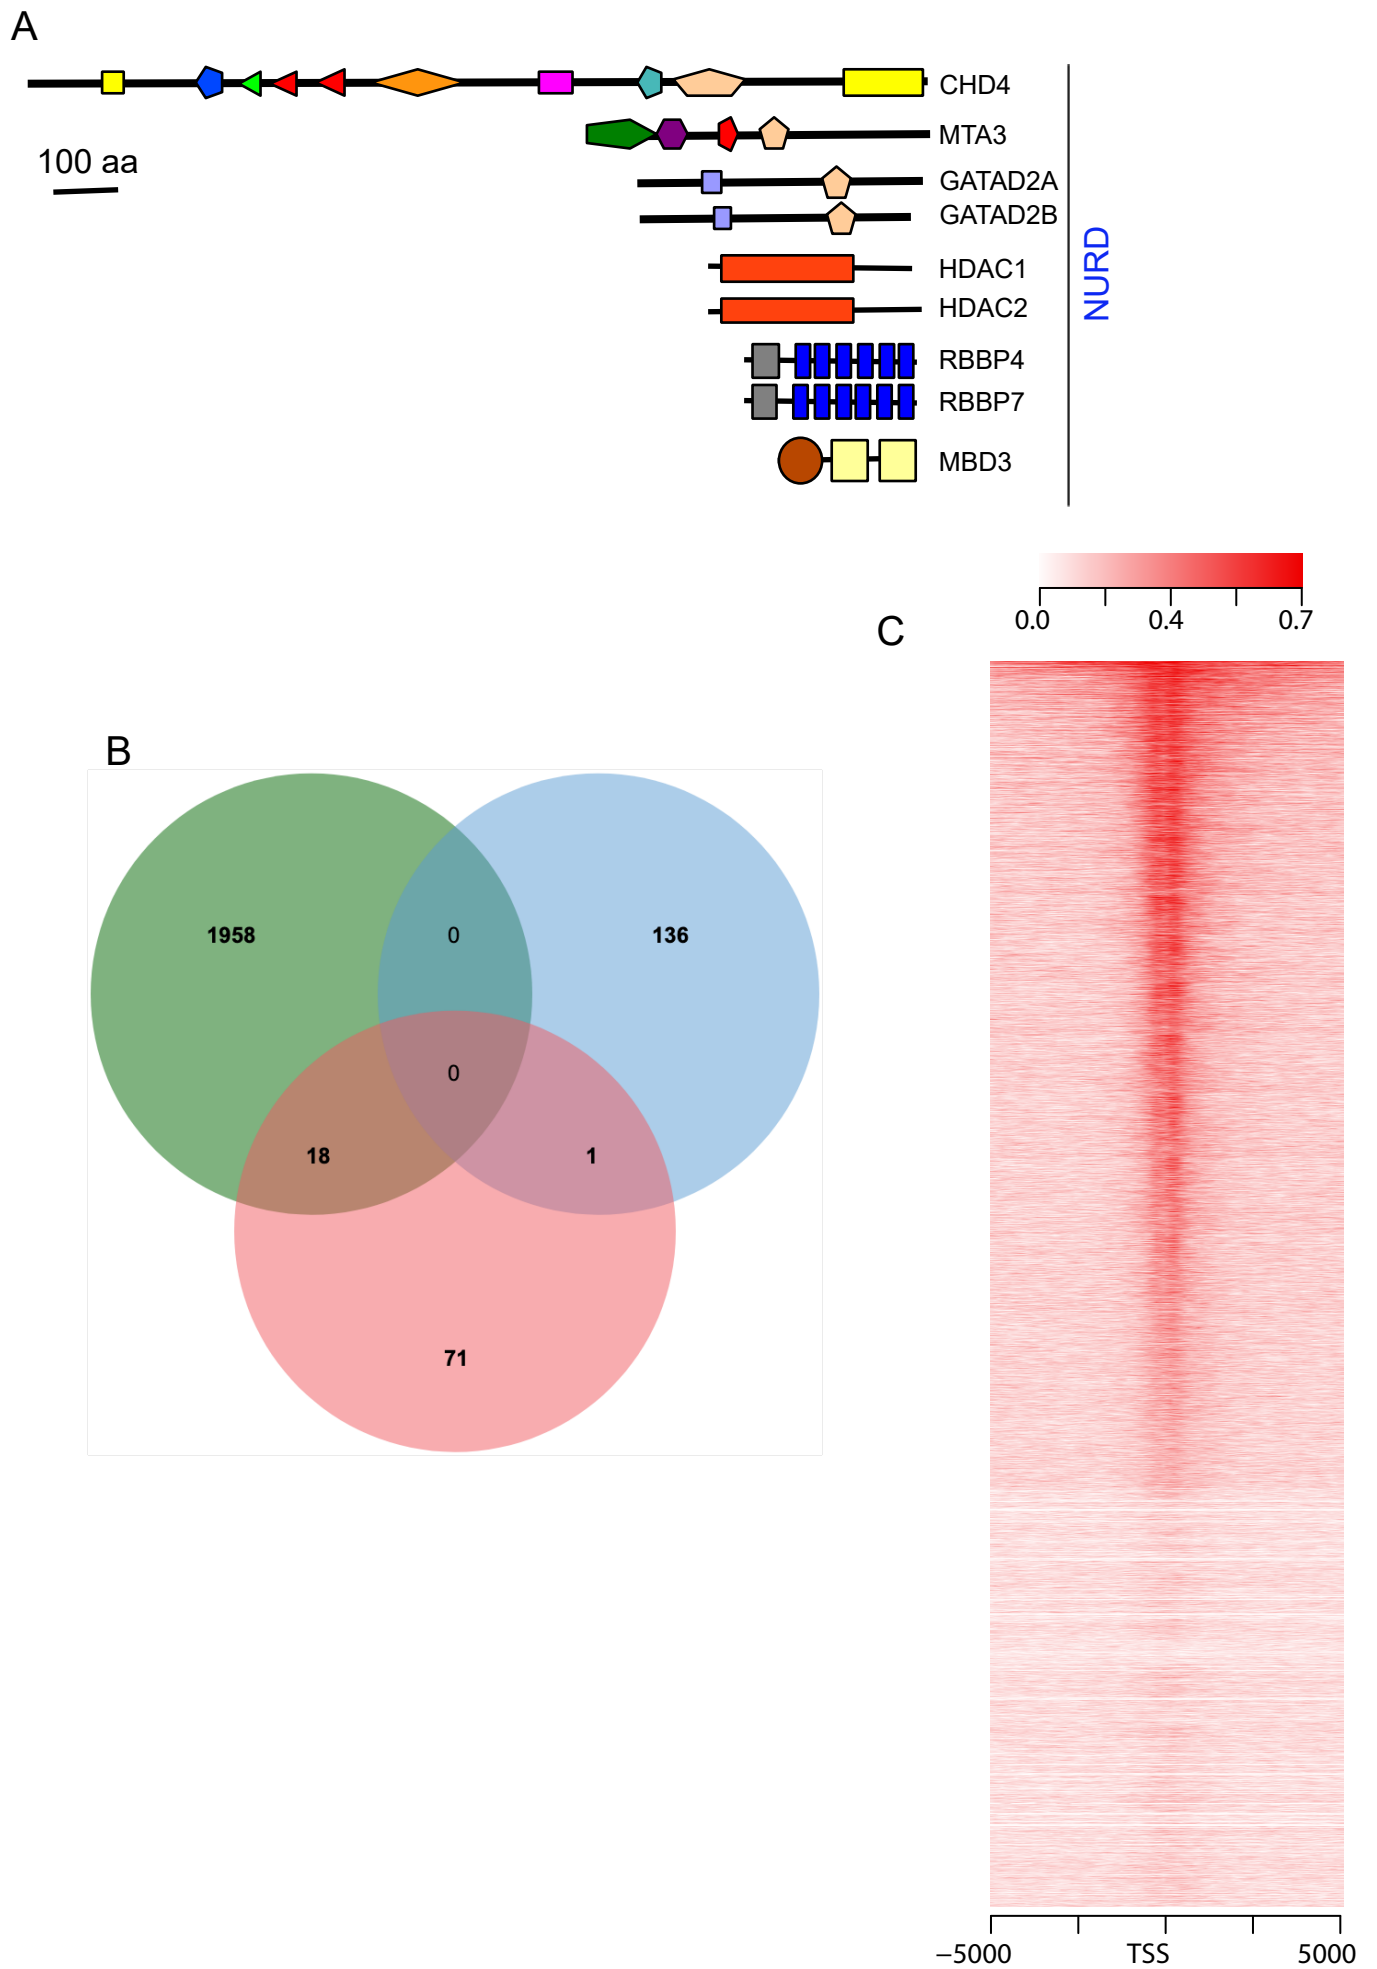 A
CHD4
MTA3
100 aa
GATAD2A
GATAD2B
NURD
HDAC1
HDAC2
RBBP4
RBBP7
MBD3
C
0.0 0.4 0.7
B
1958 0 136
0
18 1
71
−5000 TSS 5000